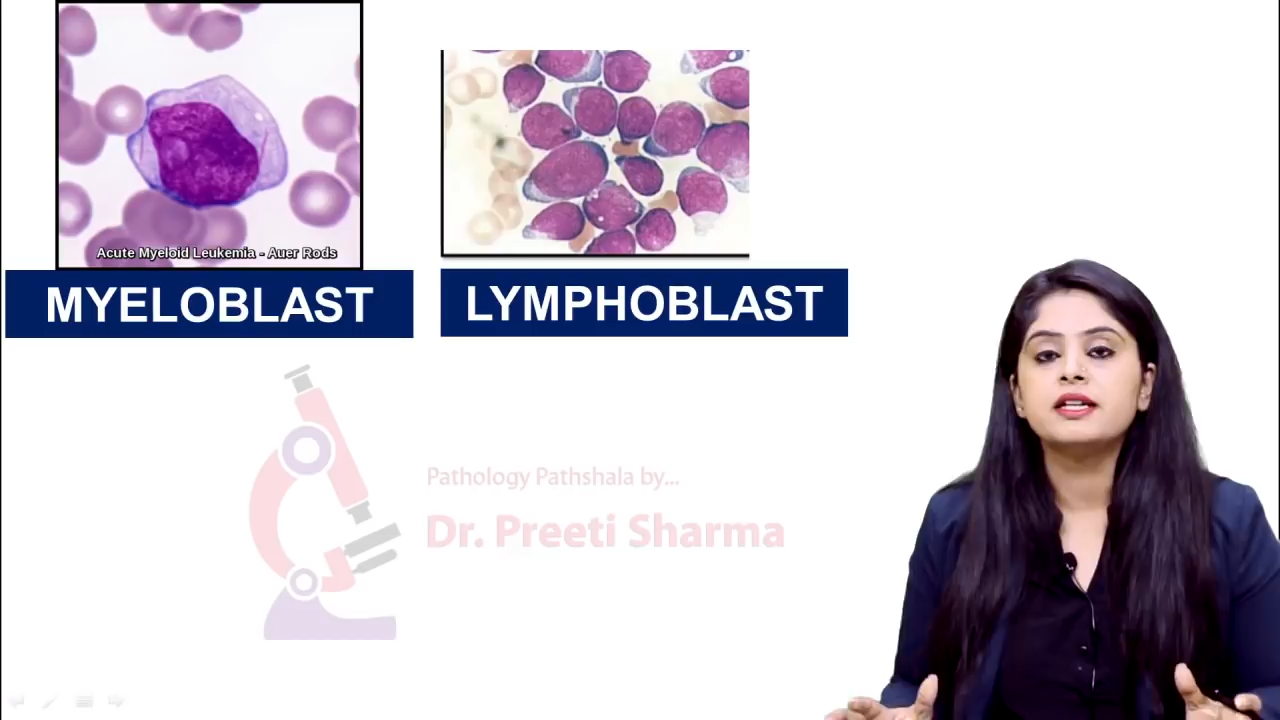 Acute Myeloid Leukemia - Auer Rods
MYELOBLAST
LYMPHOBLAST
Pathology Pathshala by...
Dr. Preeti Sharma